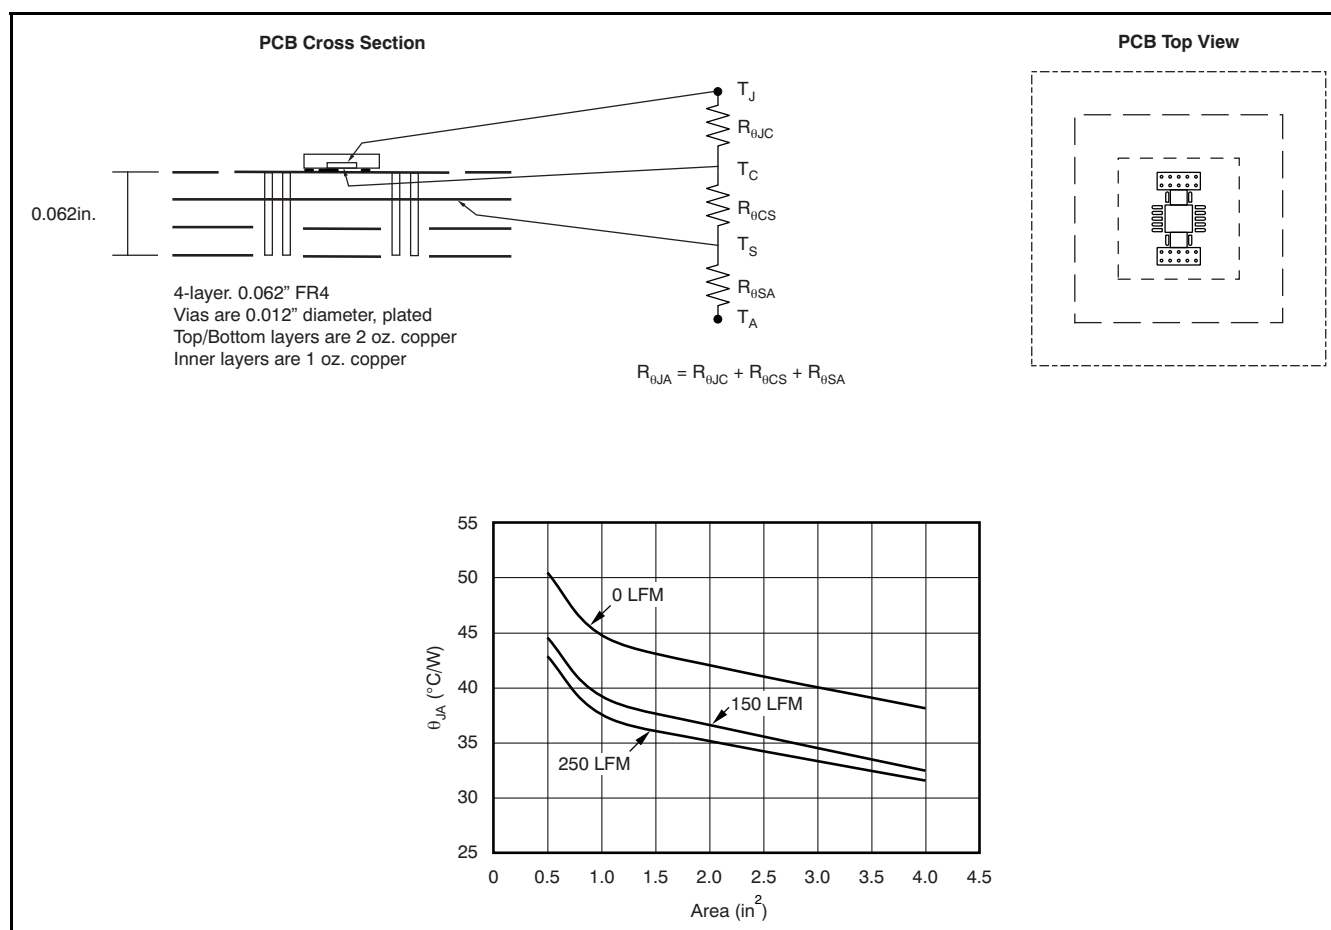 PCB Cross Section
PCB Top View
T_J
R_θJC
T_C
R_θCS
T_S
R_θSA
T_A
0.062in.
4-layer. 0.062” FR4
Vias are 0.012” diameter, plated
Top/Bottom layers are 2 oz. copper
Inner layers are 1 oz. copper
R_θJA = R_θJC + R_θCS + R_θSA
55
50
45
40
35
30
25
θ_JA (°C/W)
0 LFM
150 LFM
250 LFM
0 0.5 1.0 1.5 2.0 2.5 3.0 3.5 4.0 4.5
Area (in²)